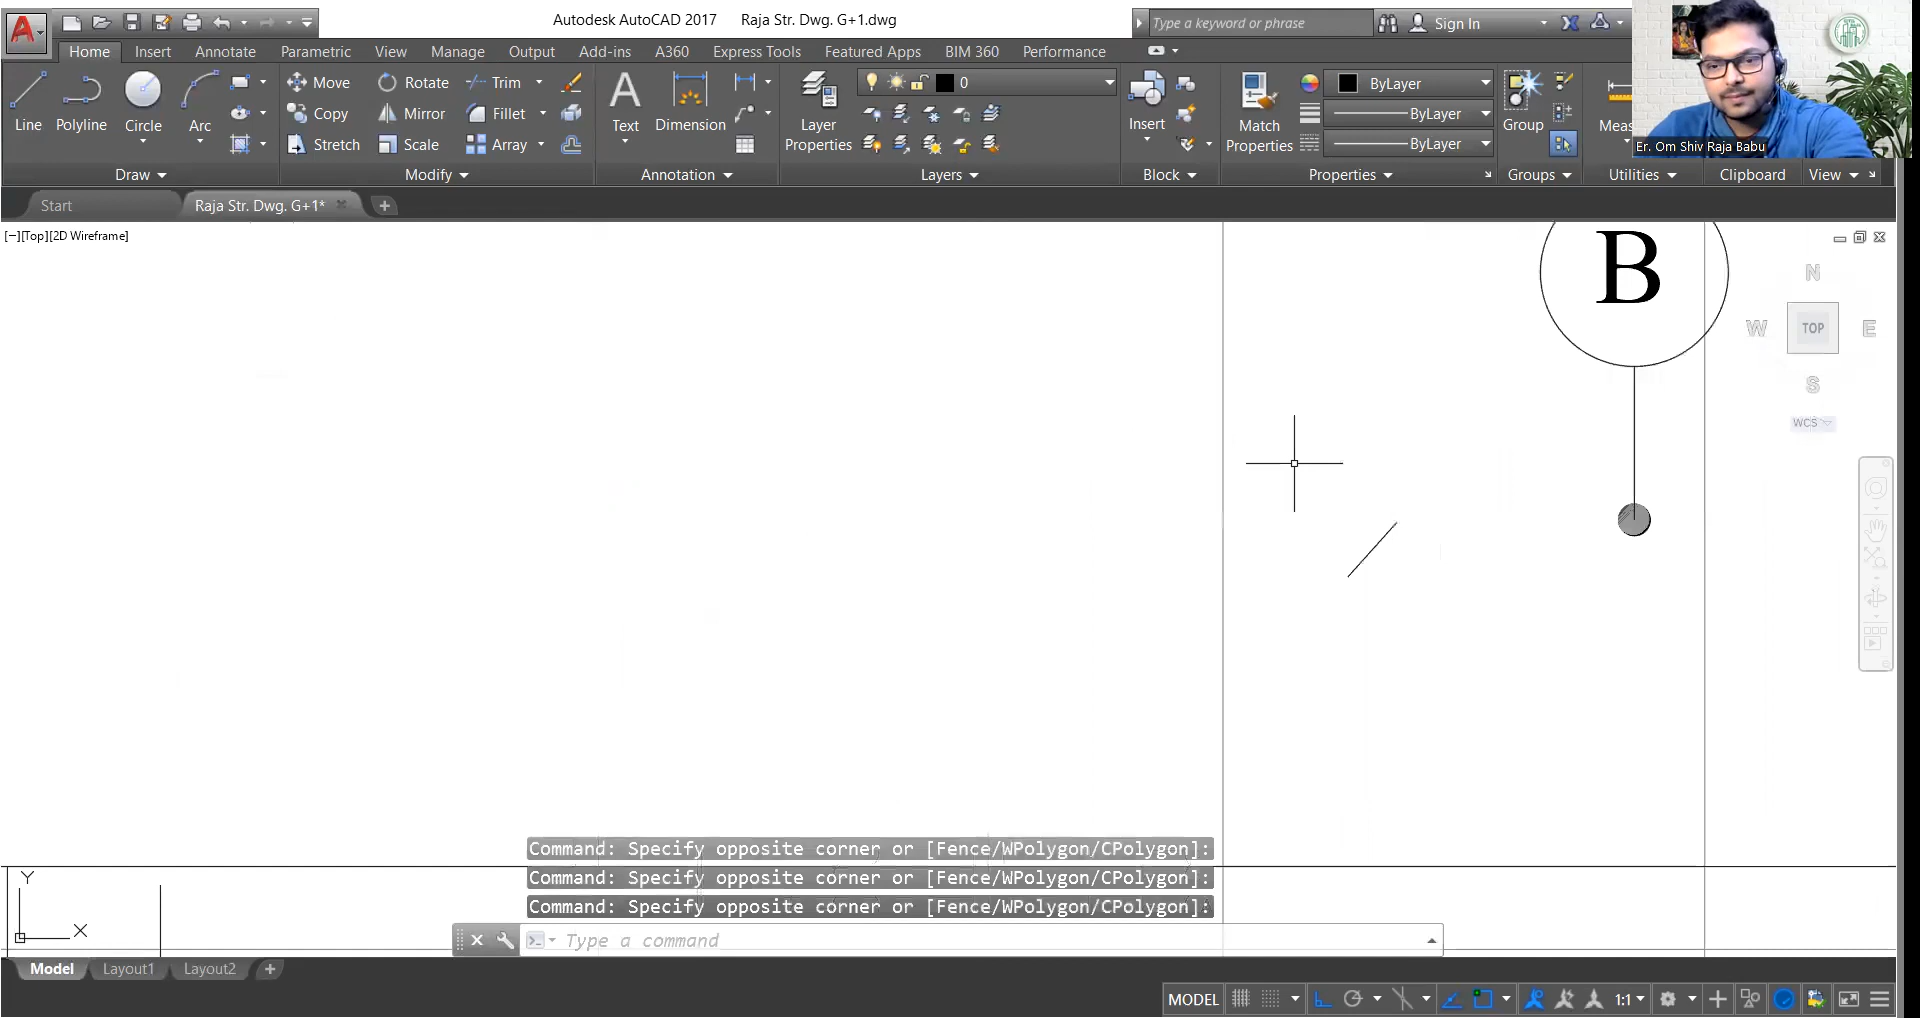 Autodesk AutoCAD 2017 Raja Str. Dwg. G+1.dwg
Type a keyword or phrase
Sign In
Home Insert Annotate Parametric View Manage Output Add-ins A360 Express Tools Featured Apps BIM 360 Performance
Line Polyline Circle Arc
Move Rotate Trim
Copy Mirror Fillet
Stretch Scale Array
Text Dimension
Layer Properties
0
Insert
Match Properties
ByLayer
ByLayer
ByLayer
Group
Meas
Er. Om Shiv Raja Babu
Draw Modify Annotation Layers Block Properties Groups Utilities Clipboard View
Start Raja Str. Dwg. G+1*
[−][Top][2D Wireframe]
B
N
W TOP E
S
WCS
Command: Specify opposite corner or [Fence/WPolygon/CPolygon]:
Command: Specify opposite corner or [Fence/WPolygon/CPolygon]:
Command: Specify opposite corner or [Fence/WPolygon/CPolygon]:
Y
X
Type a command
Model Layout1 Layout2
MODEL 1:1